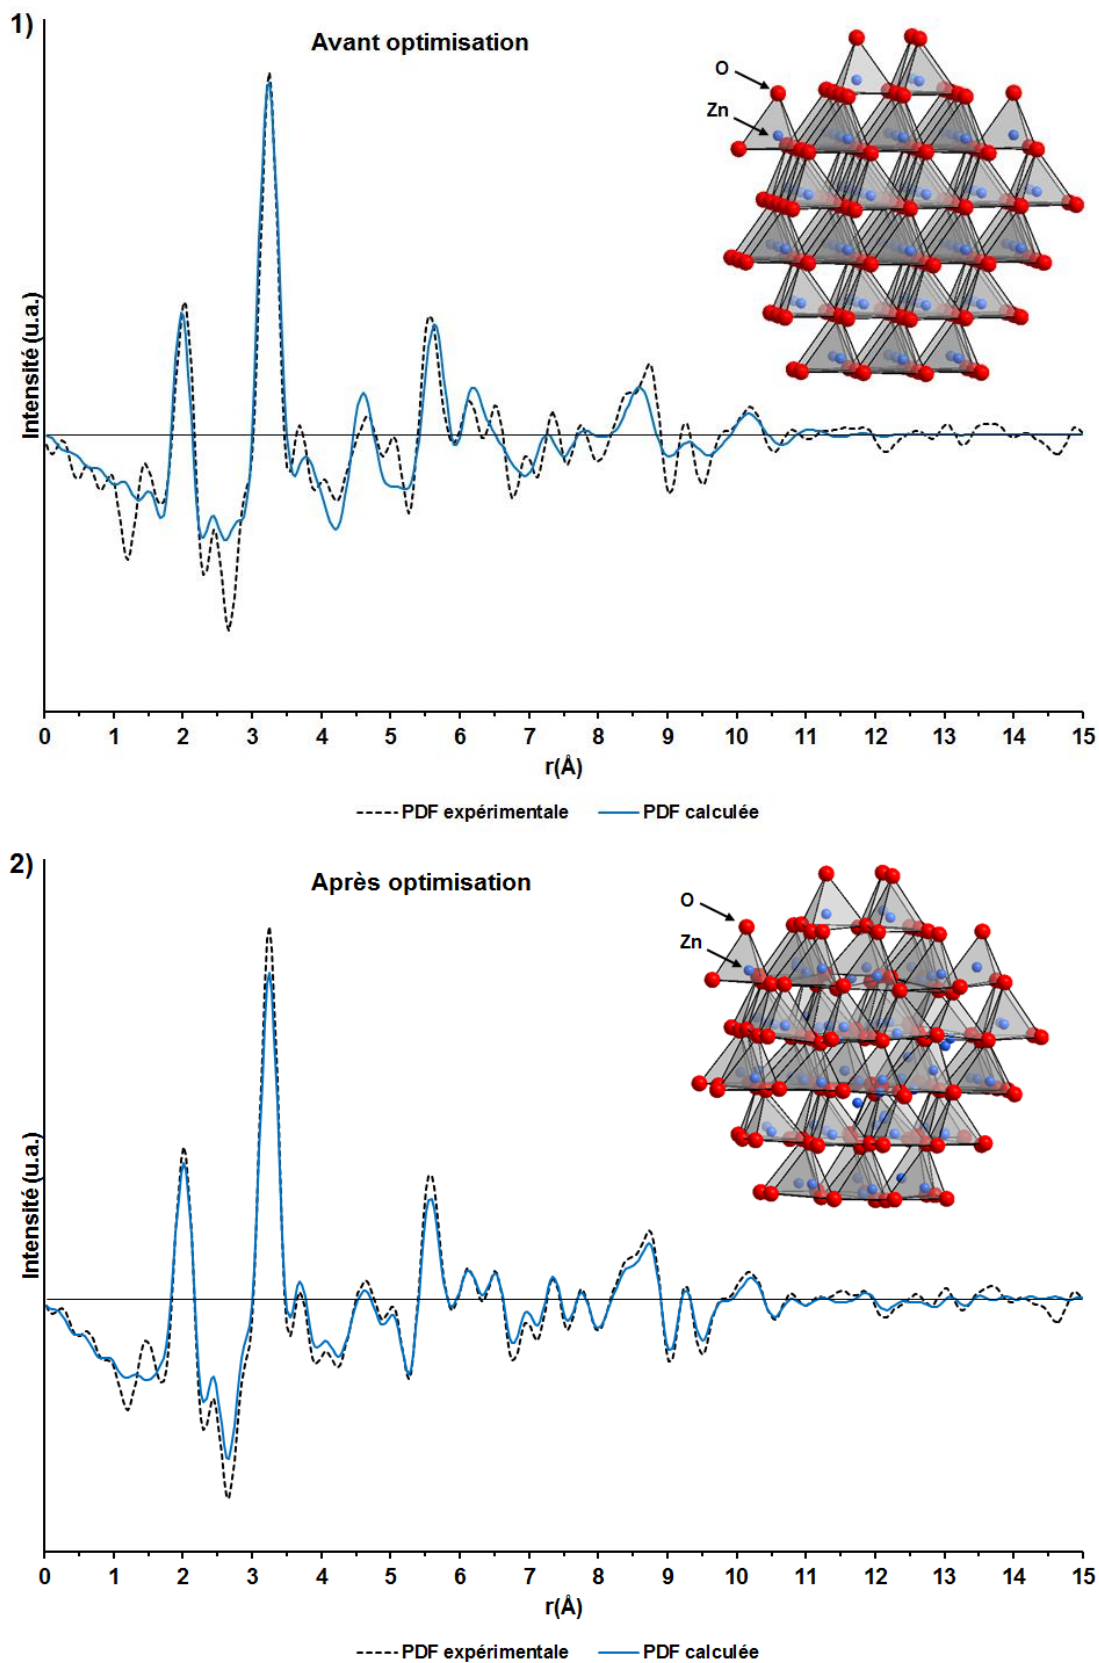 1)
Avant optimisation
O
Zn
Intensité (u.a.)
0 1 2 3 4 5 6 7 8 9 10 11 12 13 14 15
r(Å)
PDF expérimentale PDF calculée
2)
Après optimisation
O
Zn
Intensité (u.a.)
0 1 2 3 4 5 6 7 8 9 10 11 12 13 14 15
r(Å)
PDF expérimentale PDF calculée